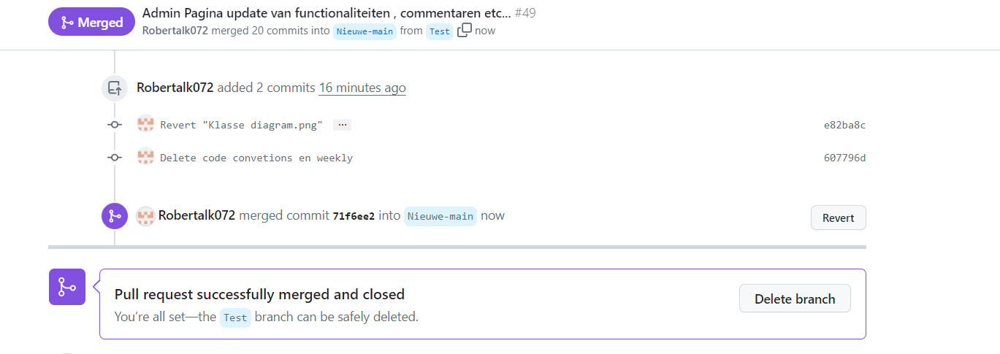 Merged
Admin Pagina update van functionaliteiten , commentaren etc... #49
Robertalk072 merged 20 commits into Nieuwe-main from Test now
Robertalk072 added 2 commits 16 minutes ago
Revert "Klasse diagram.png" ... e82ba8c
Delete code convetions en weekly 607796d
Robertalk072 merged commit 71f6ee2 into Nieuwe-main now
Revert
Pull request successfully merged and closed
Delete branch
You're all set—the Test branch can be safely deleted.